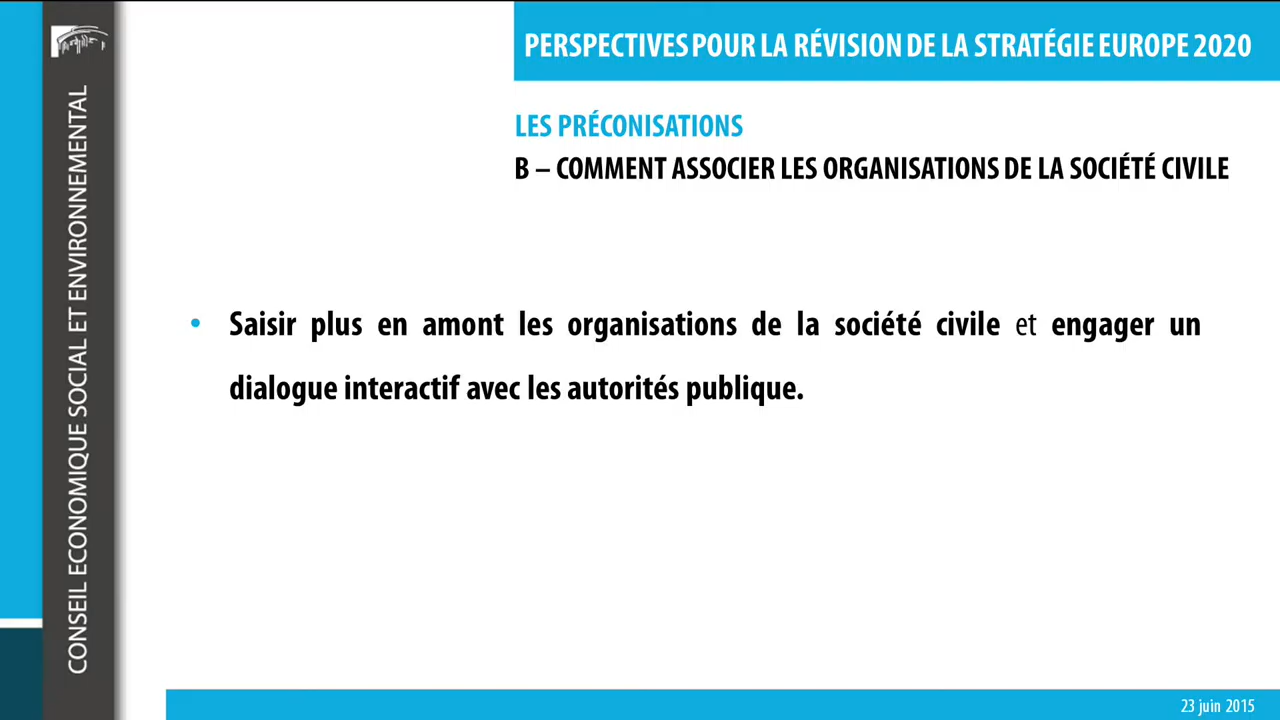 PERSPECTIVES POUR LA RÉVISION DE LA STRATÉGIE EUROPE 2020
LES PRÉCONISATIONS
B – COMMENT ASSOCIER LES ORGANISATIONS DE LA SOCIÉTÉ CIVILE
• Saisir plus en amont les organisations de la société civile et engager un
dialogue interactif avec les autorités publique.
CONSEIL ECONOMIQUE SOCIAL ET ENVIRONNEMENTAL
23 juin 2015